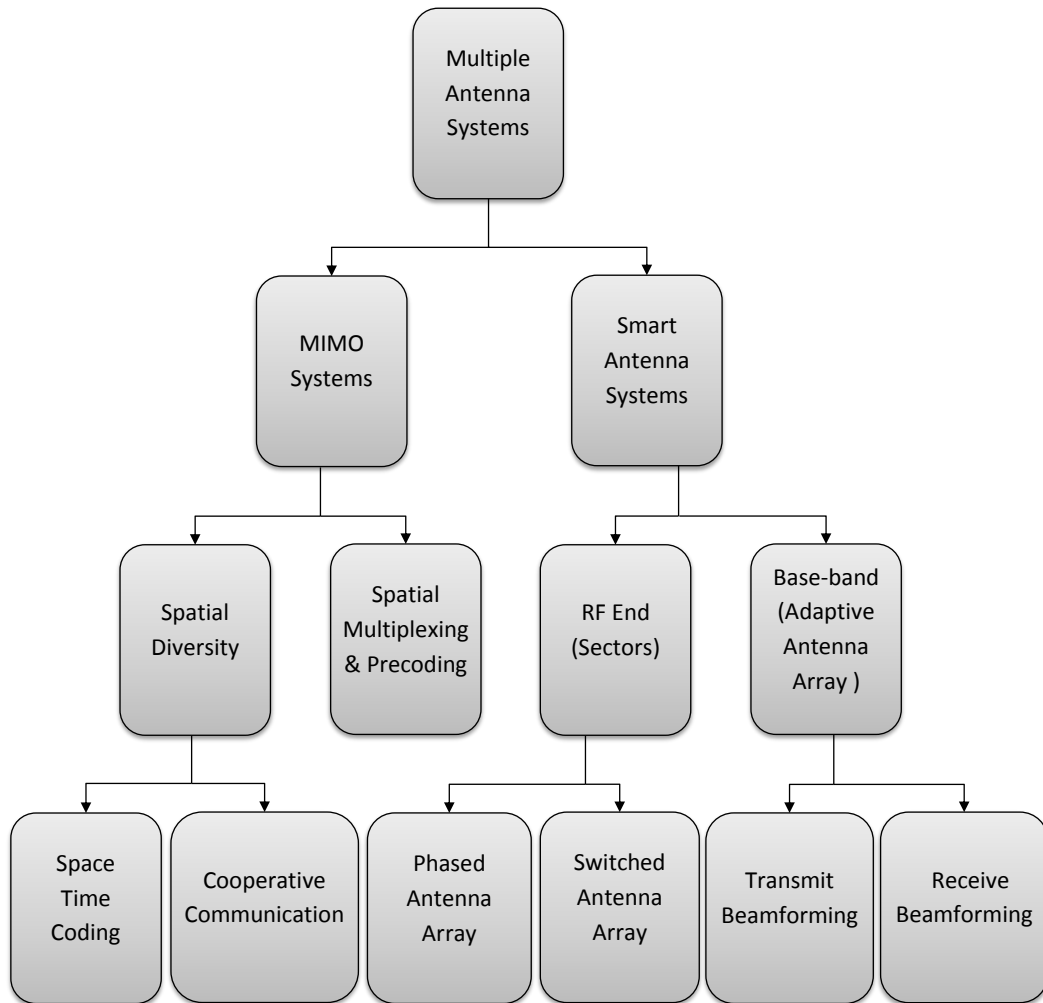 Multiple
Antenna
Systems
MIMO
Systems
Smart
Antenna
Systems
Spatial
Diversity
Spatial
Multiplexing
& Precoding
RF End
(Sectors)
Base-band
(Adaptive
Antenna
Array )
Space
Time
Coding
Cooperative
Communication
Phased
Antenna
Array
Switched
Antenna
Array
Transmit
Beamforming
Receive
Beamforming